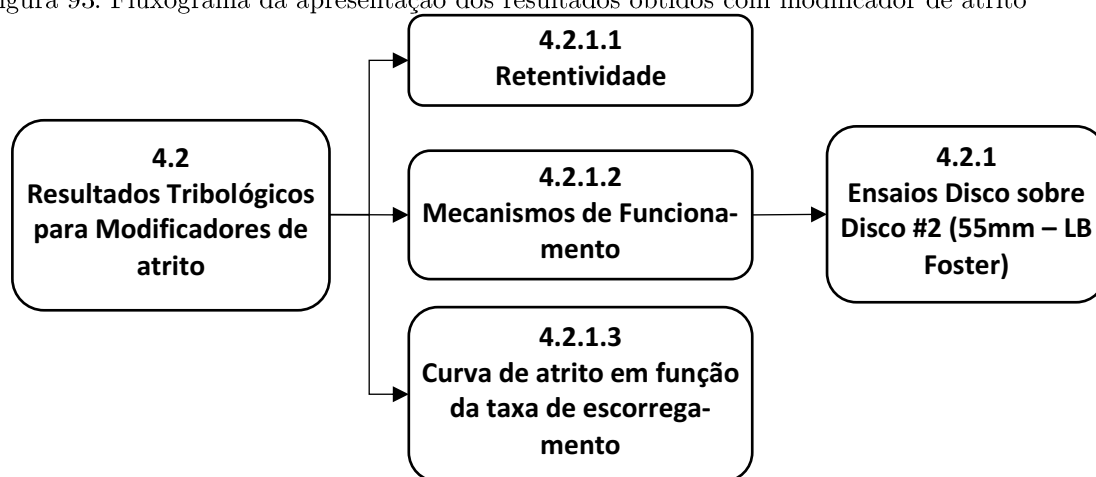 igura 93. Fluxograma da apresentação dos resultados obtidos com modificador de atrito
4.2.1.1
Retentividade
4.2
Resultados Tribológicos
para Modificadores de
atrito
4.2.1.2
Mecanismos de Funciona-
mento
4.2.1
Ensaios Disco sobre
Disco #2 (55mm – LB
Foster)
4.2.1.3
Curva de atrito em função
da taxa de escorrega-
mento